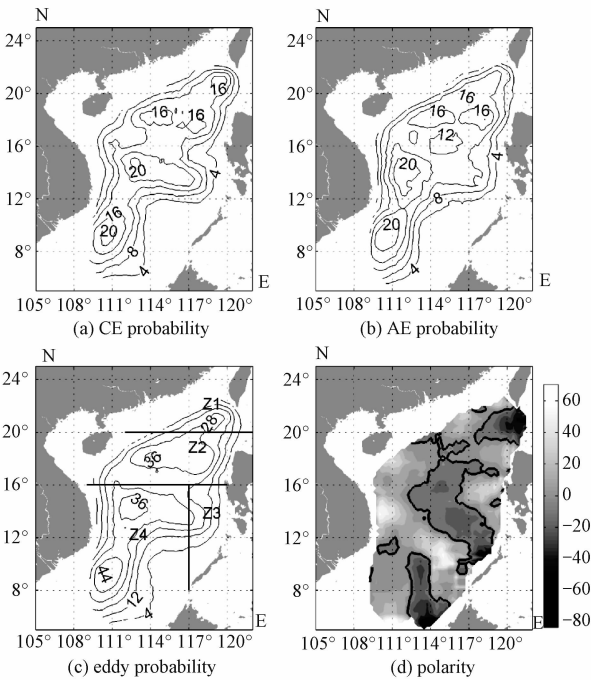 N N
24° 24°
16
20° 16 20° 16
16 16 16 16
16° 16° 12
20 20
4 4
12° 12°
16 8
20 20
8° 8 8°
4 4
E E
105° 108° 111° 114° 117° 120° 105° 108° 111° 114° 117° 120°
(a) CE probability (b) AE probability
N N
24° 24°
Z1 60
28
20° 20° 40
Z2
36 20
16° 16°
36 0
Z3
12° Z4 12° −20
44 −40
8° 12 8° −60
4
E E −80
105° 108° 111° 114° 117° 120° 105° 108° 111° 114° 117° 120°
(c) eddy probability (d) polarity